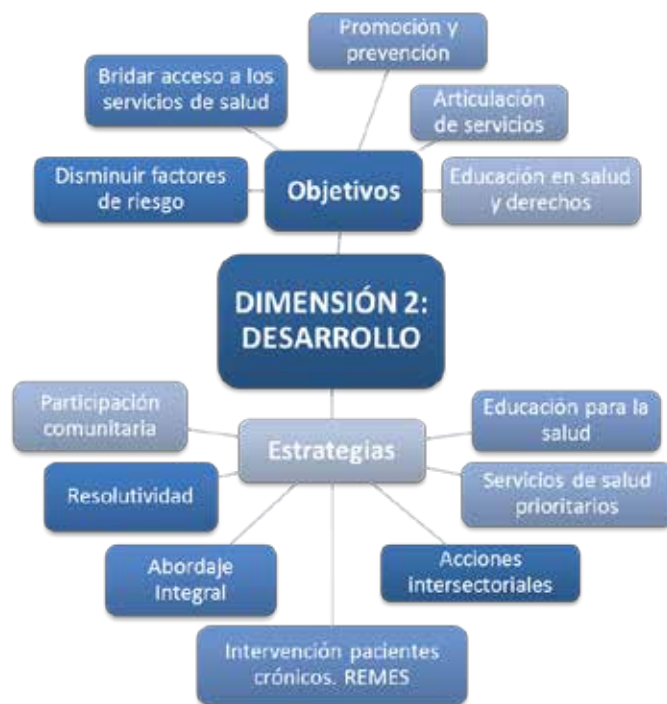 Promoción y
prevención
Bridar acceso a los
servicios de salud
Articulación
de servicios
Disminuir factores
de riesgo
Objetivos
Educación en salud
y derechos
DIMENSIÓN 2:
DESARROLLO
Participación
comunitaria
Educación para la
salud
Estrategias
Resolutividad
Servicios de salud
prioritarios
Abordaje
Integral
Acciones
intersectoriales
Intervención pacientes
crónicos. REMES